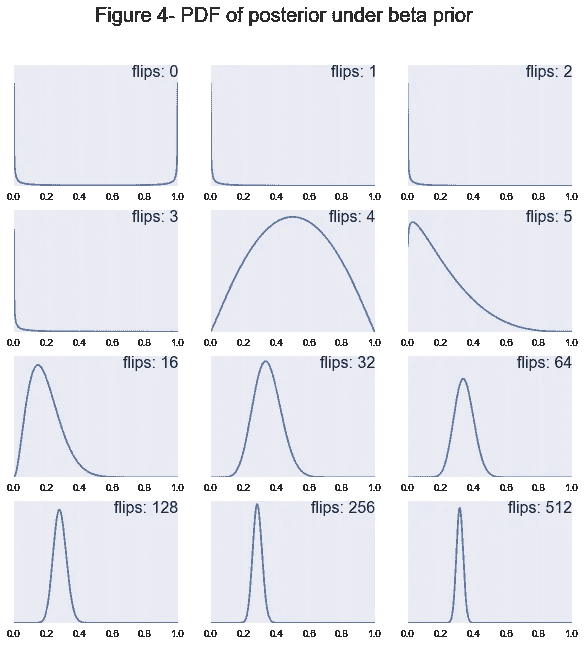 Figure 4- PDF of posterior under beta prior
flips: 0 flips: 1 flips: 2
0.0 0.2 0.4 0.6 0.8 1.0 0.0 0.2 0.4 0.6 0.8 1.0 0.0 0.2 0.4 0.6 0.8 1.0
flips: 3 flips: 4 flips: 5
0.0 0.2 0.4 0.6 0.8 1.0 0.0 0.2 0.4 0.6 0.8 1.0 0.0 0.2 0.4 0.6 0.8 1.0
flips: 16 flips: 32 flips: 64
0.0 0.2 0.4 0.6 0.8 1.0 0.0 0.2 0.4 0.6 0.8 1.0 0.0 0.2 0.4 0.6 0.8 1.0
flips: 128 flips: 256 flips: 512
0.0 0.2 0.4 0.6 0.8 1.0 0.0 0.2 0.4 0.6 0.8 1.0 0.0 0.2 0.4 0.6 0.8 1.0